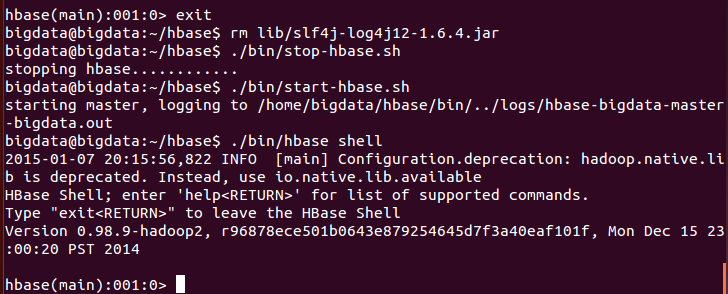 hbase(main):001:0> exit
bigdata@bigdata:~/hbase$ rm lib/slf4j-log4j12-1.6.4.jar
bigdata@bigdata:~/hbase$ ./bin/stop-hbase.sh
stopping hbase............
bigdata@bigdata:~/hbase$ ./bin/start-hbase.sh
starting master, logging to /home/bigdata/hbase/bin/../logs/hbase-bigdata-master
-bigdata.out
bigdata@bigdata:~/hbase$ ./bin/hbase shell
2015-01-07 20:15:56,822 INFO  [main] Configuration.deprecation: hadoop.native.li
b is deprecated. Instead, use io.native.lib.available
HBase Shell; enter 'help<RETURN>' for list of supported commands.
Type "exit<RETURN>" to leave the HBase Shell
Version 0.98.9-hadoop2, r96878ece501b0643e879254645d7f3a40eaf101f, Mon Dec 15 23
:00:20 PST 2014
hbase(main):001:0>